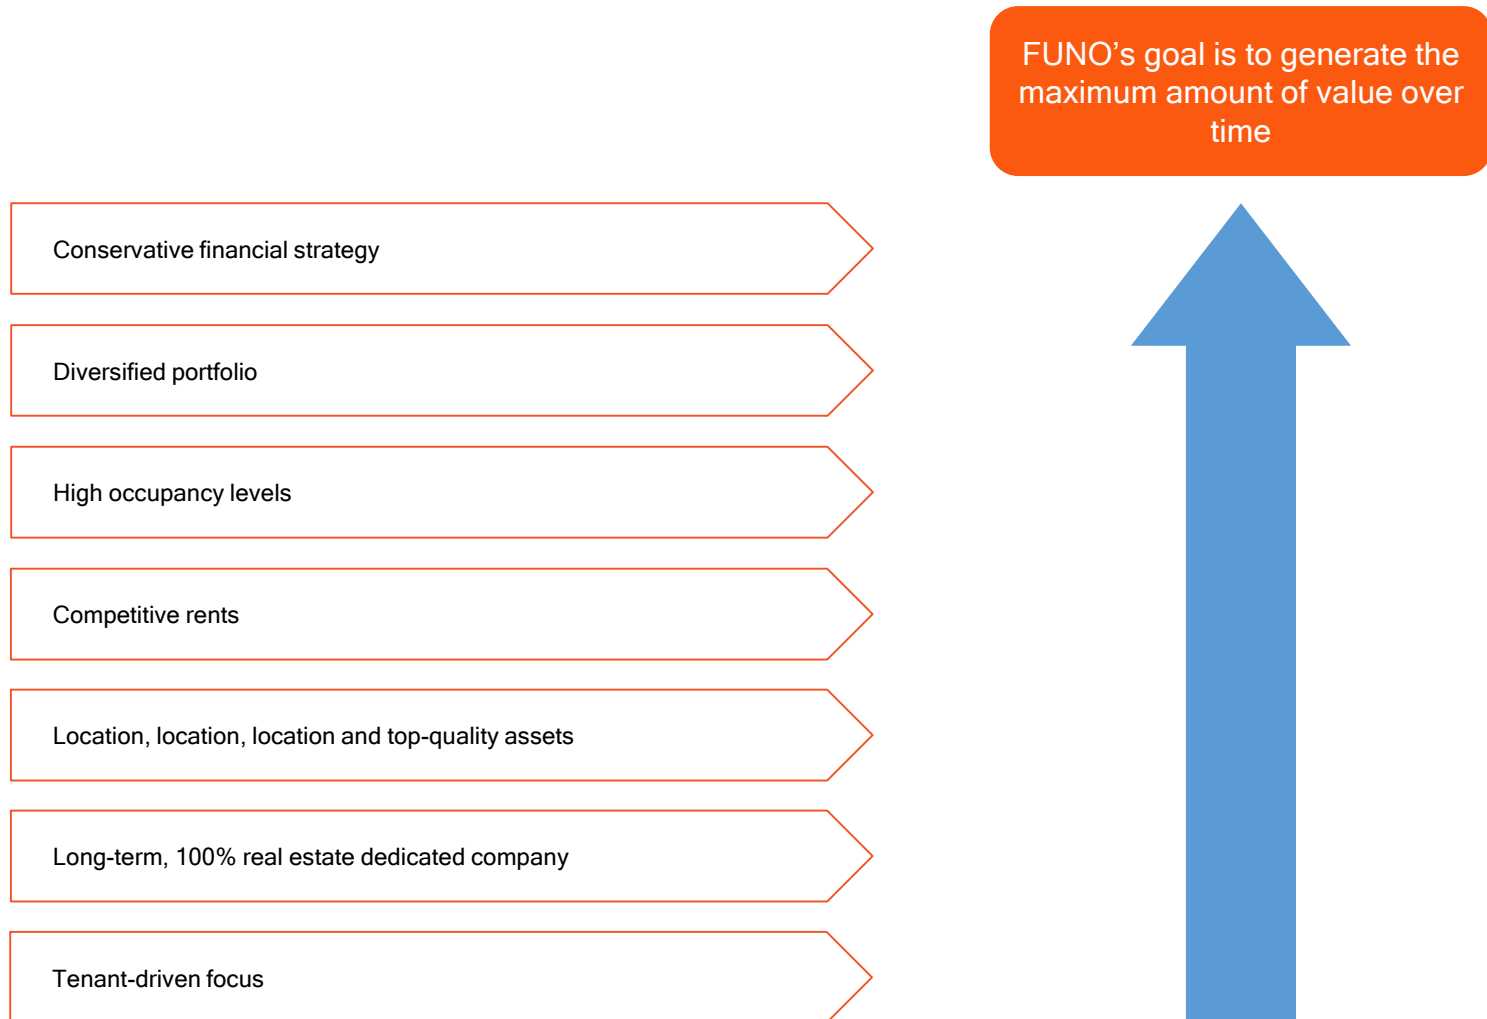 FUNO’s goal is to generate the
maximum amount of value over
time
Conservative financial strategy
Diversified portfolio
High occupancy levels
Competitive rents
Location, location, location and top-quality assets
Long-term, 100% real estate dedicated company
Tenant-driven focus